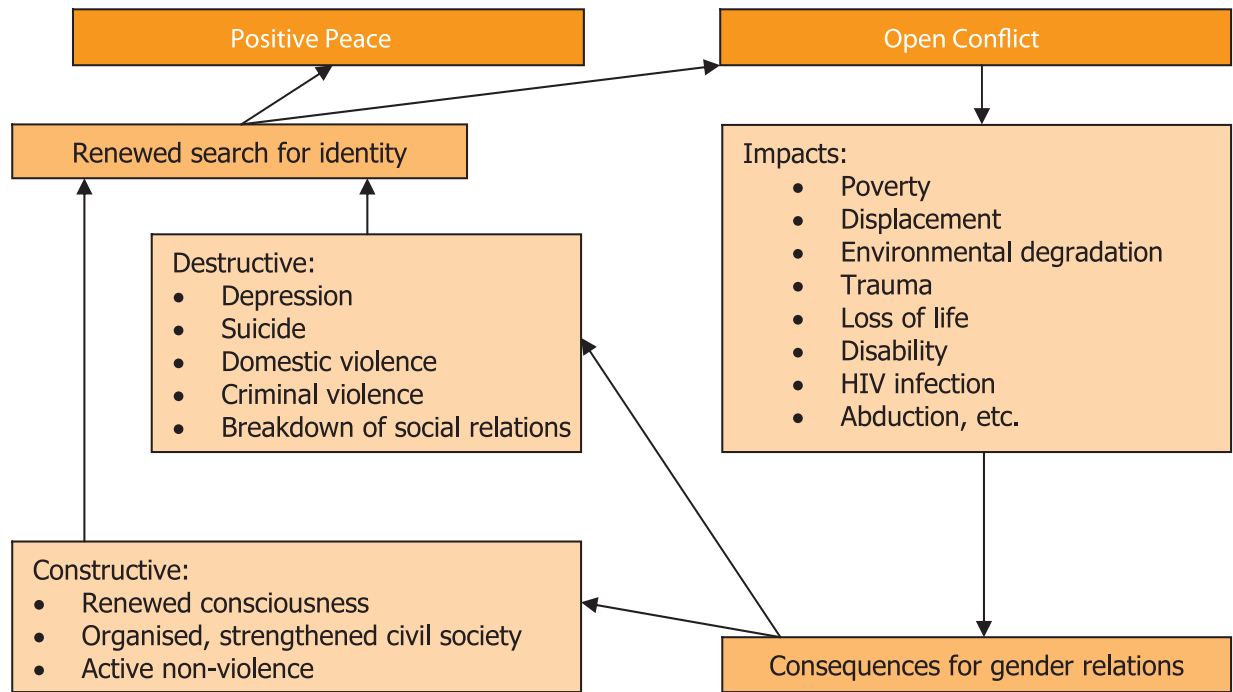 Positive Peace
Open Conflict
Renewed search for identity
Impacts:
• Poverty
• Displacement
• Environmental degradation
• Trauma
• Loss of life
• Disability
• HIV infection
• Abduction, etc.
Destructive:
• Depression
• Suicide
• Domestic violence
• Criminal violence
• Breakdown of social relations
Constructive:
• Renewed consciousness
• Organised, strengthened civil society
• Active non-violence
Consequences for gender relations